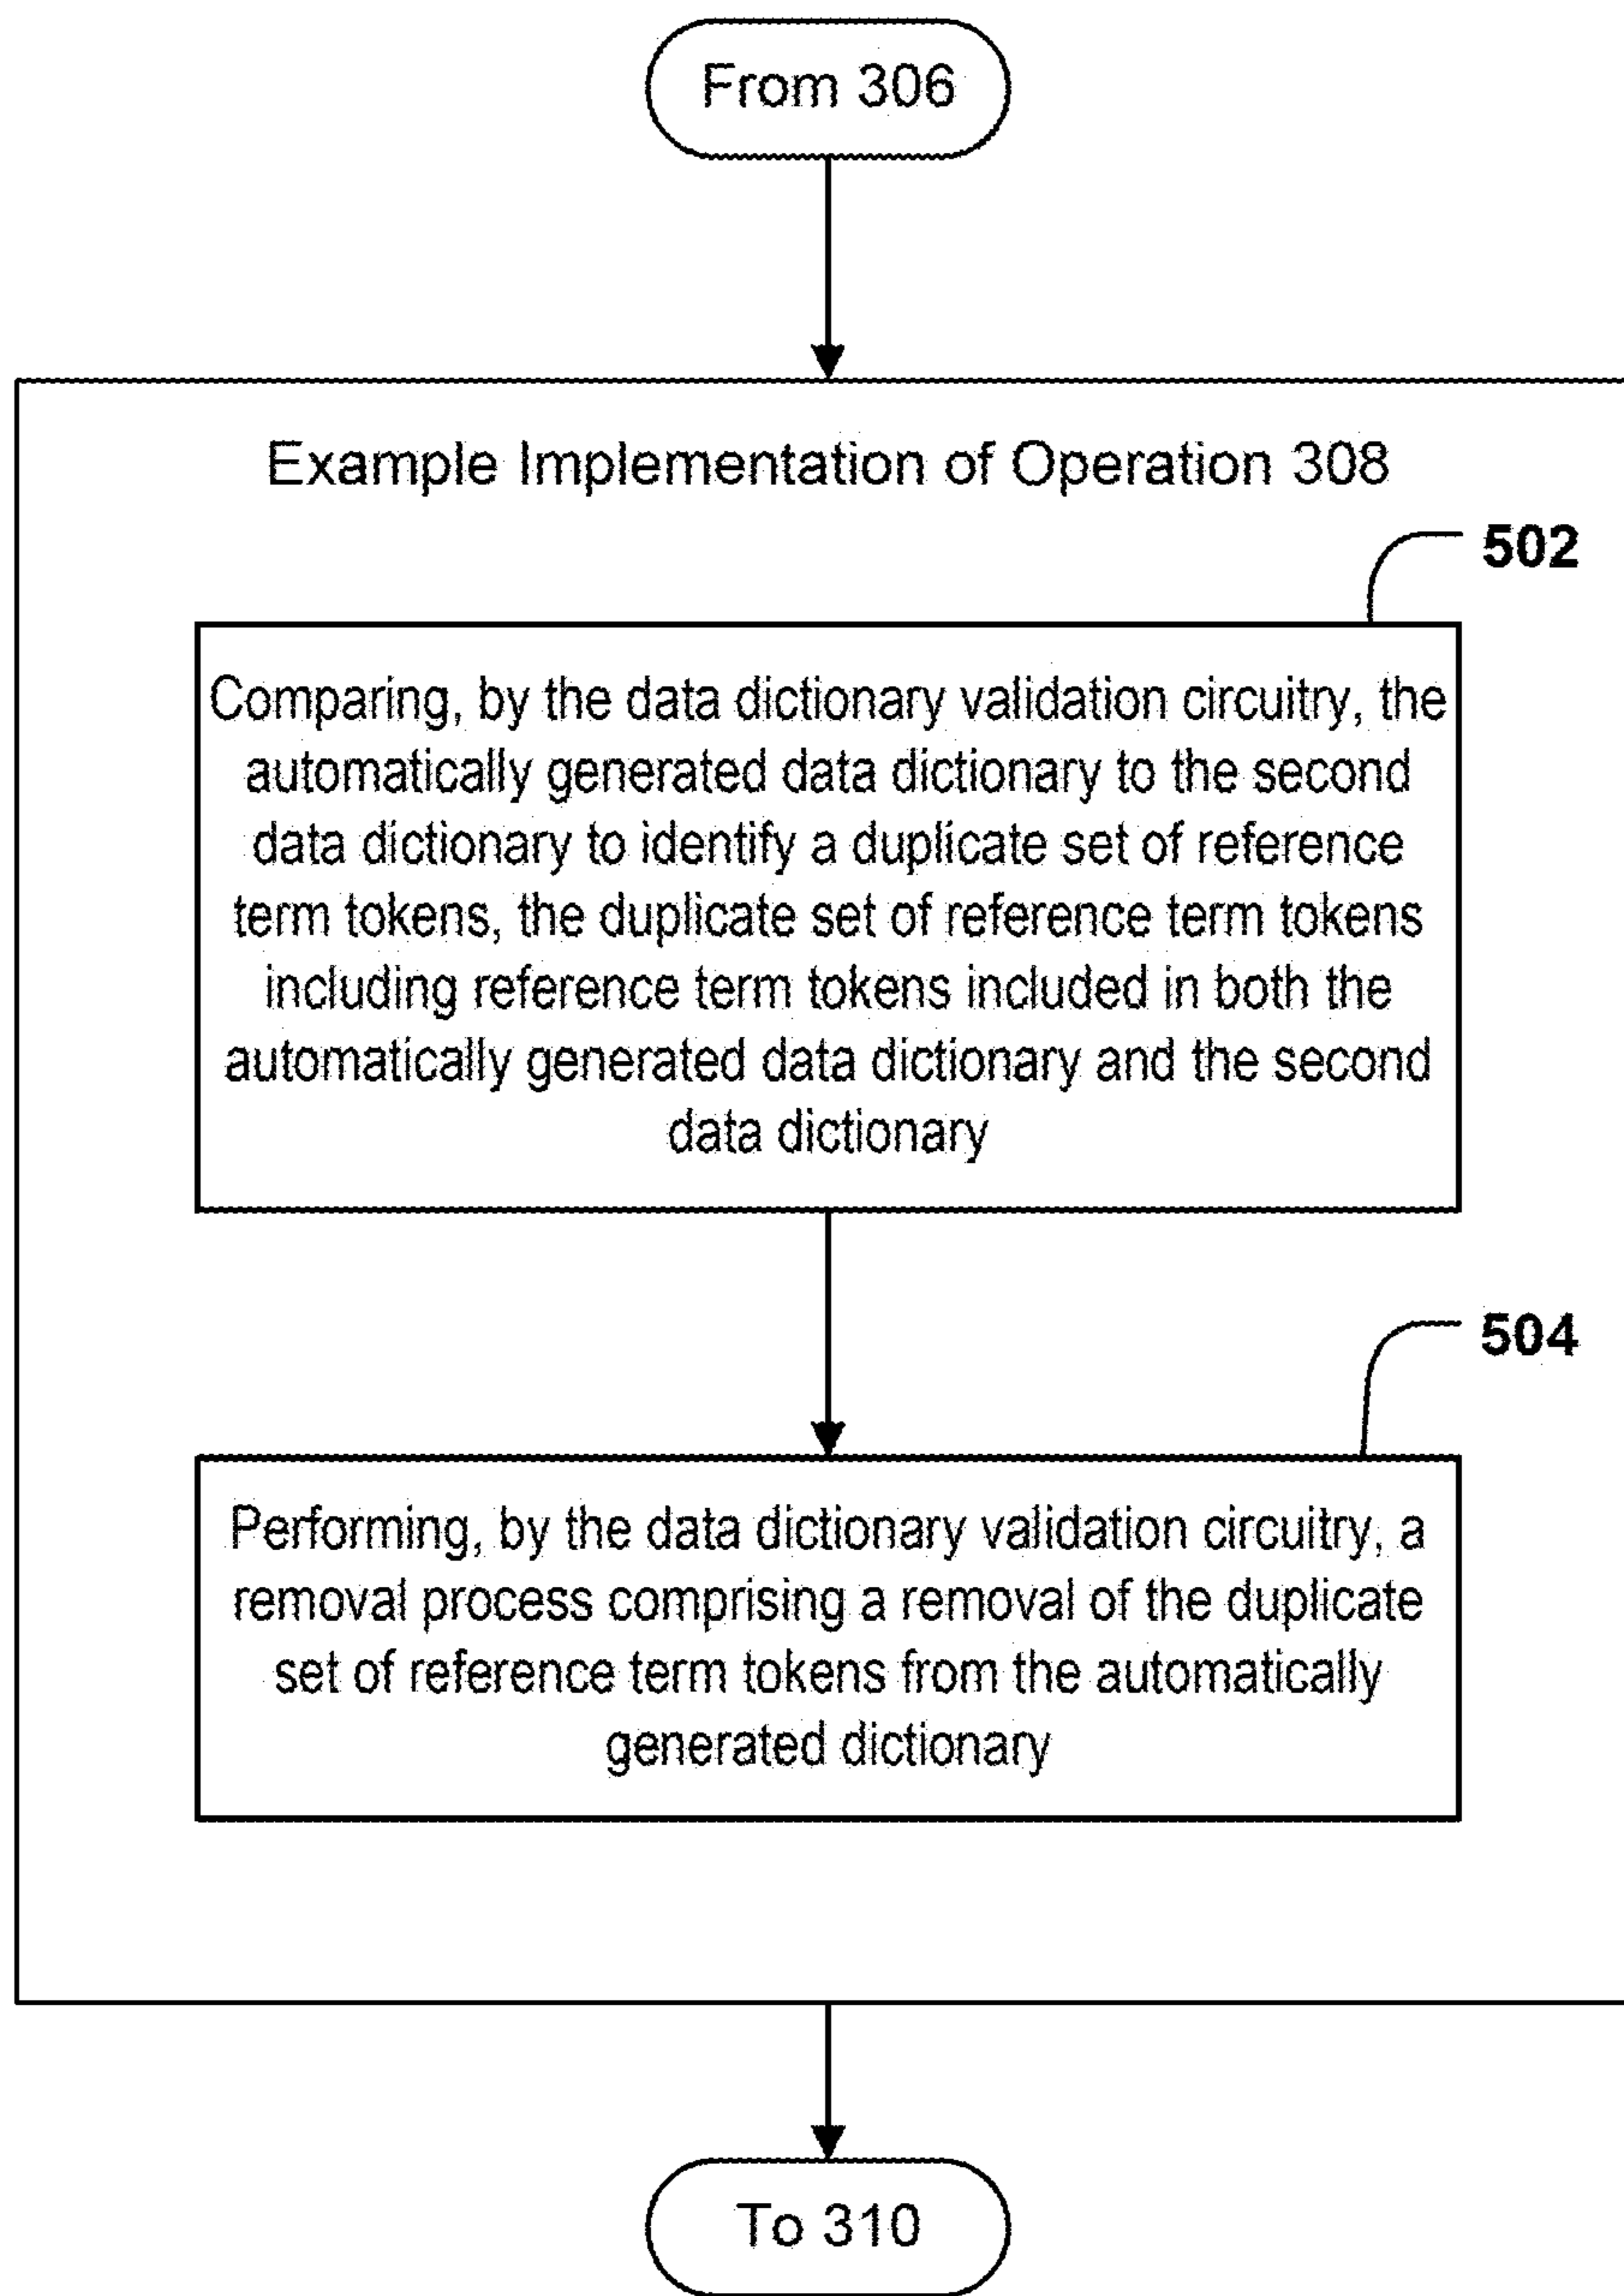 From 306
Example Implementation of Operation 308
502
Comparing, by the data dictionary validation circuitry, the
automatically generated data dictionary to the second
data dictionary to identify a duplicate set of reference
term tokens, the duplicate set of reference term tokens
including reference term tokens included in both the
automatically generated data dictionary and the second
data dictionary
504
Performing, by the data dictionary validation circuitry, a
removal process comprising a removal of the duplicate
set of reference term tokens from the automatically
generated dictionary
To 310